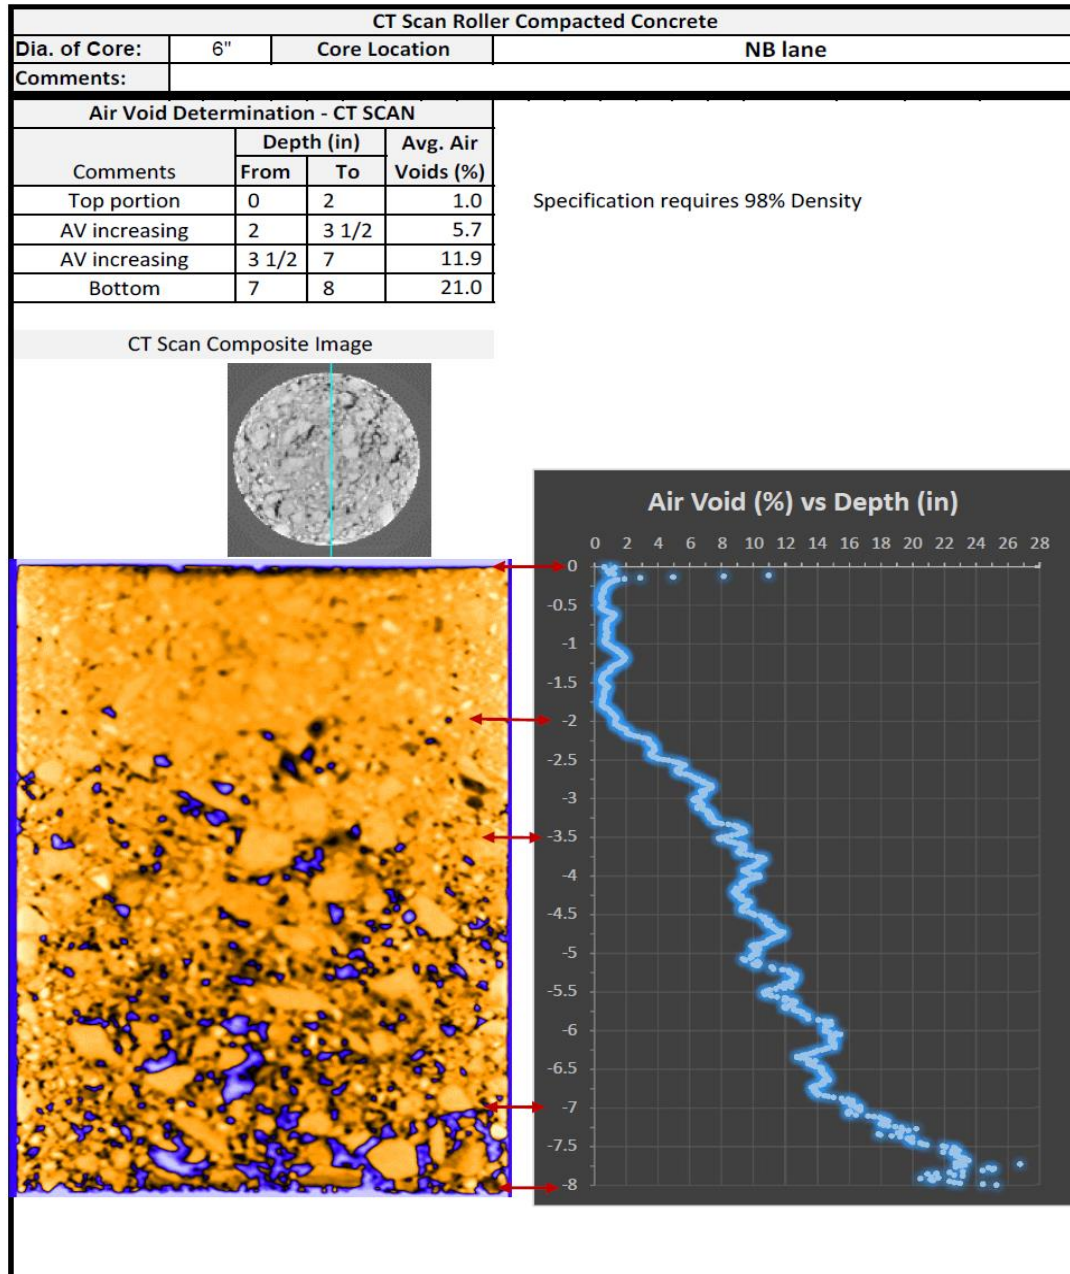 CT Scan Roller Compacted Concrete
Dia. of Core: 6" Core Location NB lane
Comments:
Air Void Determination - CT SCAN
Depth (in) Avg. Air
Comments From To Voids (%)
Top portion 0 2 1.0
Specification requires 98% Density
AV increasing 2 3 1/2 5.7
AV increasing 3 1/2 7 11.9
Bottom 7 8 21.0
CT Scan Composite Image
Air Void (%) vs Depth (in)
0 2 4 6 8 10 12 14 16 18 20 22 24 26 28
0
-0.5
-1
-1.5
-2
-2.5
-3
-3.5
-4
-4.5
-5
-5.5
-6
-6.5
-7
-7.5
-8